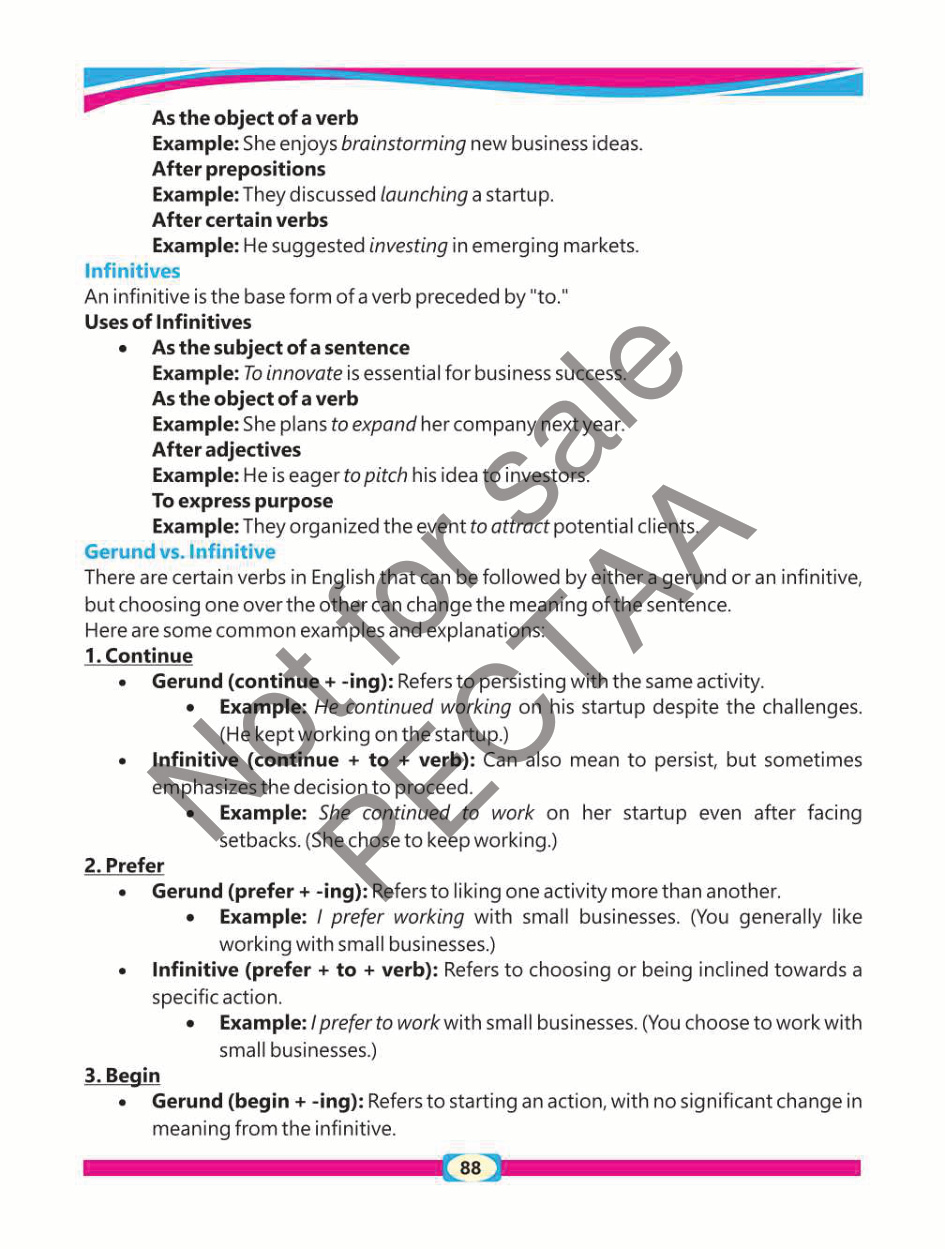 As the object of a verb
Example: She enjoys brainstorming new business ideas.
After prepositions
Example: They discussed launching a startup.
After certain verbs
Example: He suggested investing in emerging markets.
Infinitives
An infinitive is the base form of a verb preceded by "to."
Uses of Infinitives
• As the subject of a sentence
Example: To innovate is essential for business success.
As the object of a verb
Example: She plans to expand her company next year.
After adjectives
Example: He is eager to pitch his idea to investors.
To express purpose
Example: They organized the event to attract potential clients.
Gerund vs. Infinitive
There are certain verbs in English that can be followed by either a gerund or an infinitive,
but choosing one over the other can change the meaning of the sentence.
Here are some common examples and explanations:
1. Continue
• Gerund (continue + -ing): Refers to persisting with the same activity.
• Example: He continued working on his startup despite the challenges.
(He kept working on the startup.)
• Infinitive (continue + to + verb): Can also mean to persist, but sometimes
emphasizes the decision to proceed.
• Example: She continued to work on her startup even after facing
setbacks. (She chose to keep working.)
2. Prefer
• Gerund (prefer + -ing): Refers to liking one activity more than another.
• Example: I prefer working with small businesses. (You generally like
working with small businesses.)
• Infinitive (prefer + to + verb): Refers to choosing or being inclined towards a
specific action.
• Example: I prefer to work with small businesses. (You choose to work with
small businesses.)
3. Begin
• Gerund (begin + -ing): Refers to starting an action, with no significant change in
meaning from the infinitive.
88
Not for sale
PECTAA